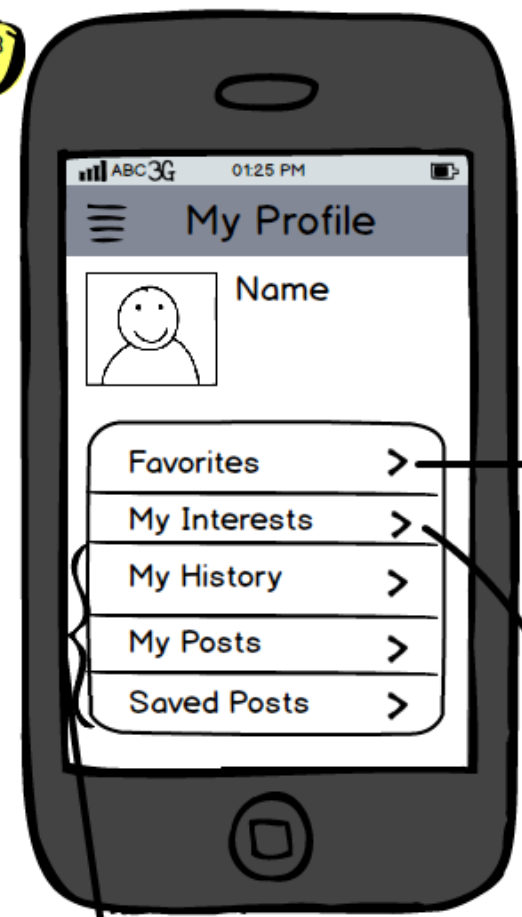 ABC 3G 01:25 PM
My Profile
Name
Favorites
My Interests
My History
My Posts
Saved Posts